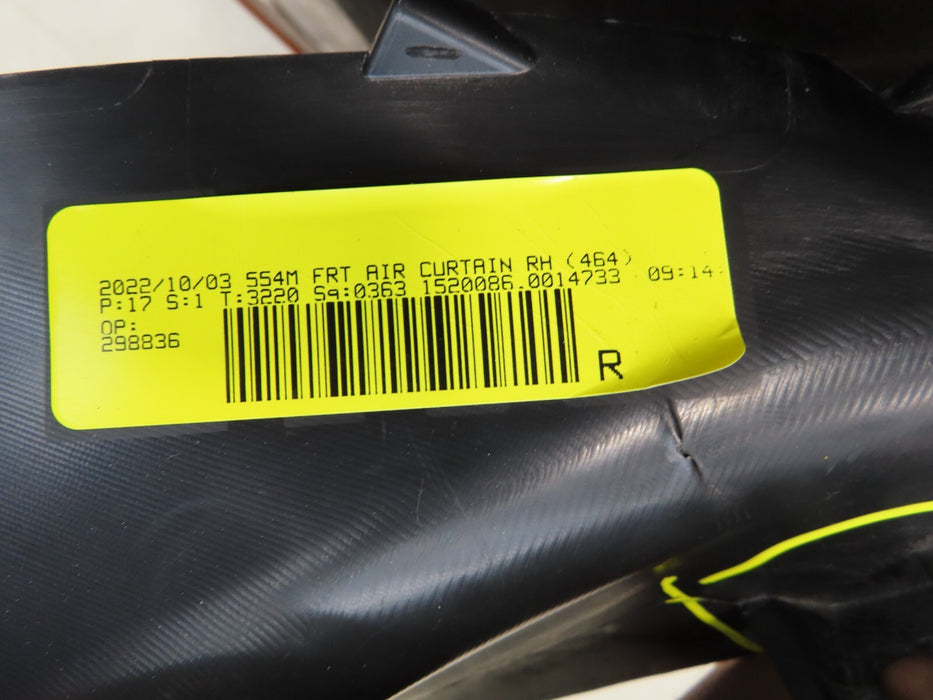 2022/10/03 554M FRT AIR CURTAIN RH (464)
P:17 S:1 T:3220 Sq:0363 1520086.0014733 09:14:
OP:
298836
R